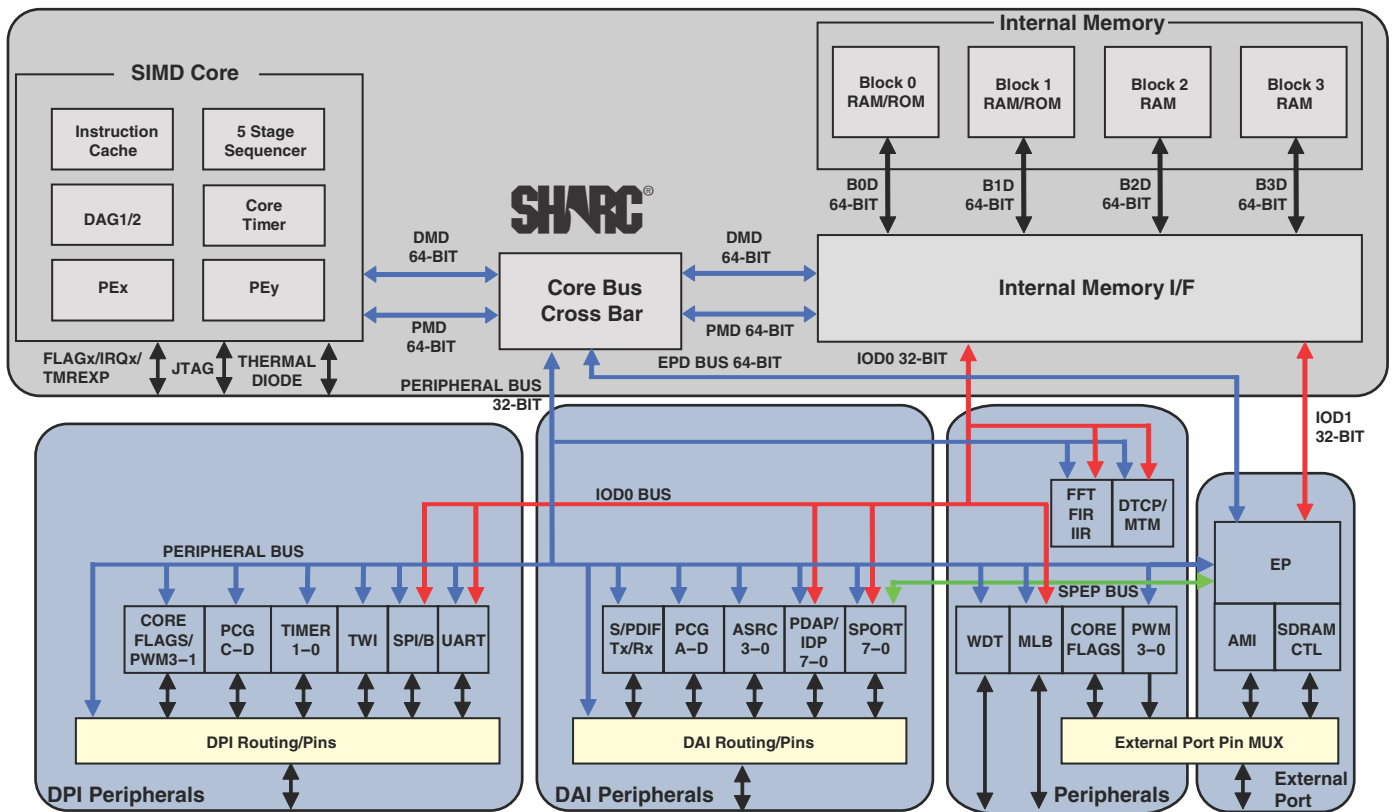 Internal Memory
SIMD Core
Block 0
RAM/ROM
Block 1
RAM/ROM
Block 2
RAM
Block 3
RAM
Instruction
Cache
5 Stage
Sequencer
DAG1/2
Core
Timer
PEx
PEy
B0D
64-BIT
B1D
64-BIT
B2D
64-BIT
B3D
64-BIT
SHARC®
DMD
64-BIT
DMD
64-BIT
Core Bus
Cross Bar
Internal Memory I/F
PMD
64-BIT
PMD 64-BIT
FLAGx/IRQx/
TMREXP
JTAG
THERMAL
DIODE
EPD BUS 64-BIT
IOD0 32-BIT
PERIPHERAL BUS
32-BIT
IOD1
32-BIT
IOD0 BUS
FFT
FIR
IIR
DTCP/
MTM
PERIPHERAL BUS
EP
SPEP BUS
CORE
FLAGS/
PWM3–1
PCG
C–D
TIMER
1–0
TWI
SPI/B
UART
S/PDIF
Tx/Rx
PCG
A–D
ASRC
3–0
PDAP/
IDP
7–0
SPORT
7–0
WDT
MLB
CORE
FLAGS
PWM
3–0
AMI
SDRAM
CTL
DPI Routing/Pins
DAI Routing/Pins
External Port Pin MUX
DPI Peripherals
DAI Peripherals
Peripherals
External
Port